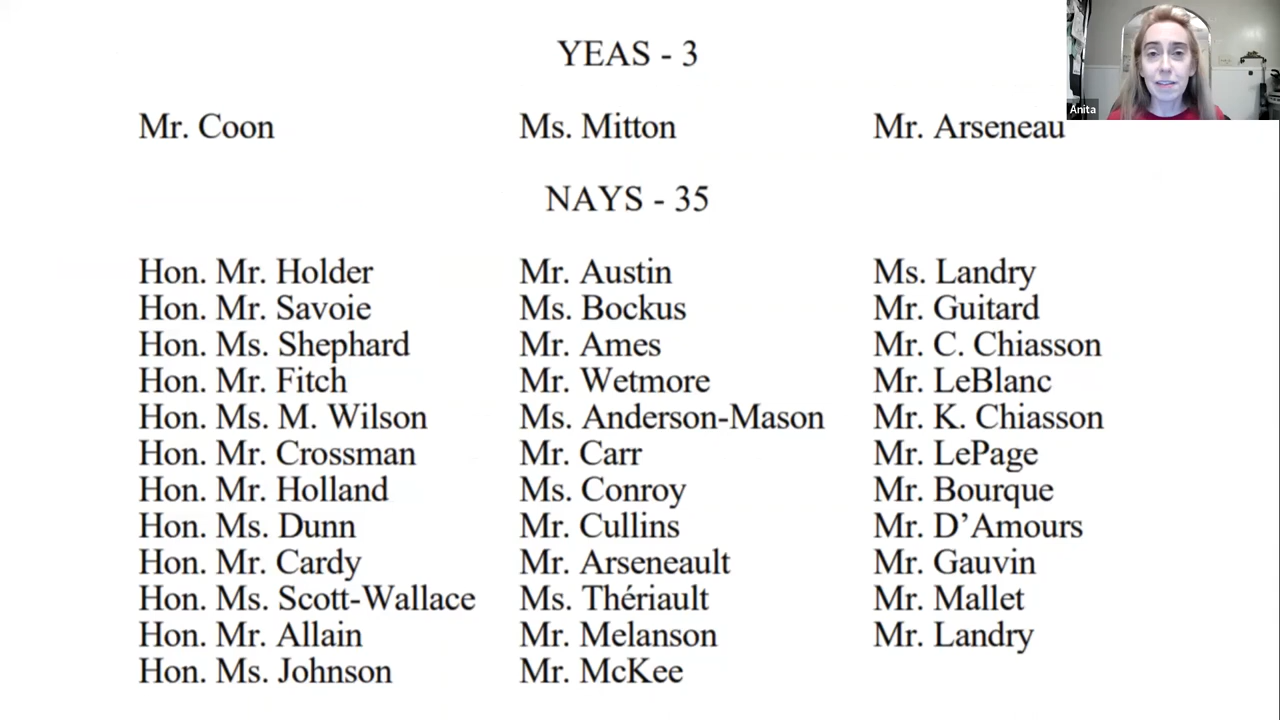 YEAS - 3
Mr. Coon Ms. Mitton Mr. Arseneau
NAYS - 35
Hon. Mr. Holder Mr. Austin Ms. Landry
Hon. Mr. Savoie Ms. Bockus Mr. Guitard
Hon. Ms. Shephard Mr. Ames Mr. C. Chiasson
Hon. Mr. Fitch Mr. Wetmore Mr. LeBlanc
Hon. Ms. M. Wilson Ms. Anderson-Mason Mr. K. Chiasson
Hon. Mr. Crossman Mr. Carr Mr. LePage
Hon. Mr. Holland Ms. Conroy Mr. Bourque
Hon. Ms. Dunn Mr. Cullins Mr. D’Amours
Hon. Mr. Cardy Mr. Arseneault Mr. Gauvin
Hon. Ms. Scott-Wallace Ms. Thériault Mr. Mallet
Hon. Mr. Allain Mr. Melanson Mr. Landry
Hon. Ms. Johnson Mr. McKee
Anita